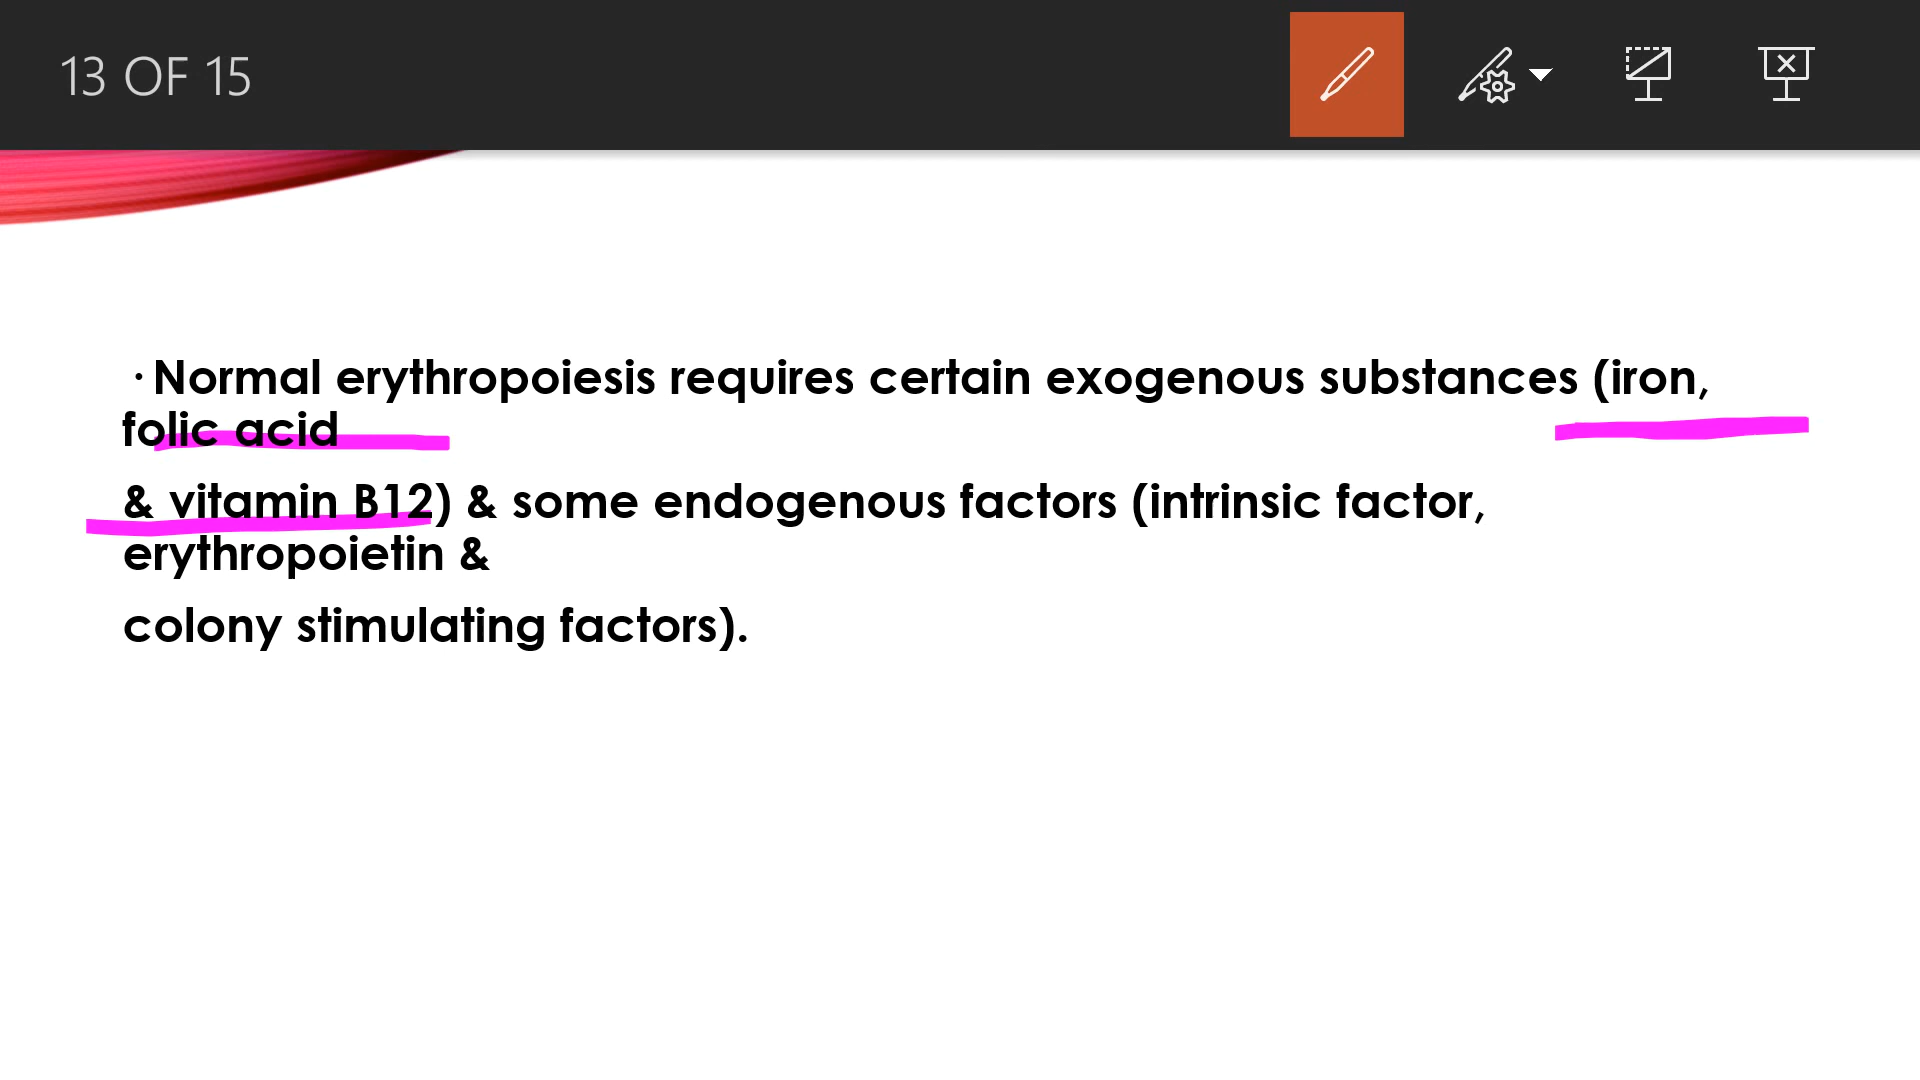 13 OF 15
· Normal erythropoiesis requires certain exogenous substances (iron,
folic acid
& vitamin B12) & some endogenous factors (intrinsic factor,
erythropoietin &
colony stimulating factors).